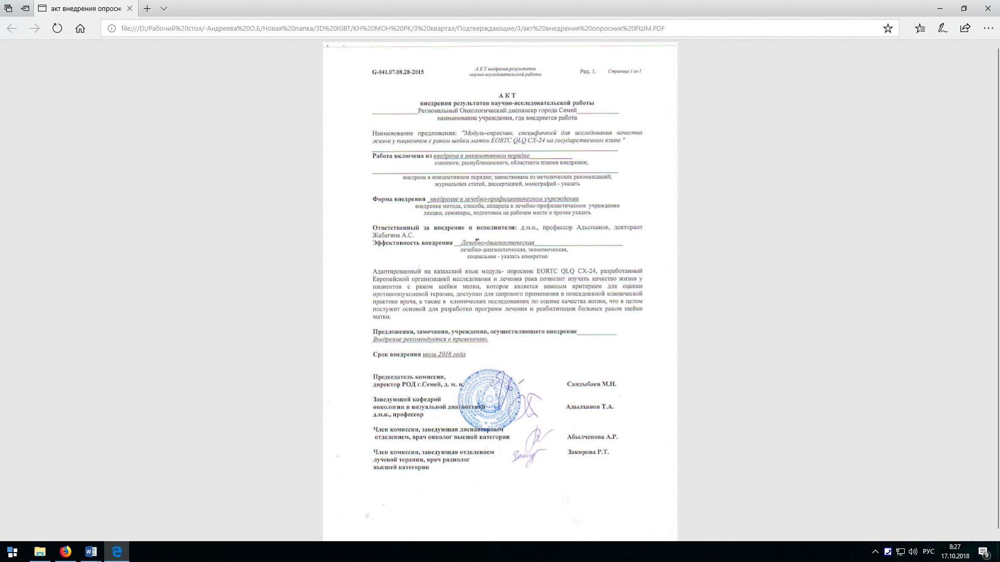 акт внедрения опросн
file:///D:/Рабочий%20стол/-Андреева%20О.Б/Новая%20папка/3D%20IGBT/КН%20МОН%20РК/3%20квартал/Подтверждающие/3/акт%20внедрения%20опросник%20РШМ.PDF
G-041.07.08.28-2015
А К Т внедрения результатов
научно-исследовательской работы
Ред. 1. Страница 1 из 1
А К Т
внедрения результатов научно-исследовательской работы
Региональный Онкологический диспансер города Семей
наименование учреждения, где внедряется работа
Наименование предложения: "Модуль-опросник, специфичный для исследования качества
жизни у пациентов с раком шейки матки EORTC QLQ CX-24 на государственном языке "
Работа включена из внедрена в инициативном порядке
союзного, республиканского, областного планов внедрения;
внедрена в инициативном порядке; заимствована из методических рекомендаций;
журнальных статей, диссертацией, монографий - указать
Форма внедрения _внедрение в лечебно-профилактическом учреждении
внедрение метода, способа, аппарата в лечебно-профилактическом учреждении
лекции, семинары, подготовка на рабочем месте и прочее указать
Ответственный за внедрение и исполнители: д.м.н., профессор Адылханов, докторант
Жабагина А.С.
Эффективность внедрения __Лечебно-диагностическая
лечебно-диагностическая, экономическая,
социальная - указать конкретно
Адаптированный на казахский язык модуль- опросник EORTC QLQ CX-24, разработанный
Европейской организацией исследования и лечения рака позволит изучать качество жизни у
пациентов с раком шейки матки, которое является важным критерием для оценки
противоопухолевой терапии, доступен для широкого применения в повседневной клинической
практике врача, а также в клинических исследованиях по оценке качества жизни, что в целом
послужит основой для разработки программ лечения и реабилитации больных раком шейки
матки.
Предложения, замечания, учреждения, осуществляющего внедрение
Внедрение рекомендуется к применению.
Срок внедрения июль 2018 года
Председатель комиссии,
директор РОД г.Семей, д. м. н. Сандыбаев М.Н.
Заведующий кафедрой
онкологии и визуальной диагностики Адылханов Т.А.
д.м.н., профессор
Член комиссии, заведующая диспансерным
отделением, врач онколог высшей категории Абылченова А.Р.
Член комиссии, заведующая отделением Закирова Р.Т.
лучевой терапии, врач радиолог
высшей категории
РУС
8:27
17.10.2018
9